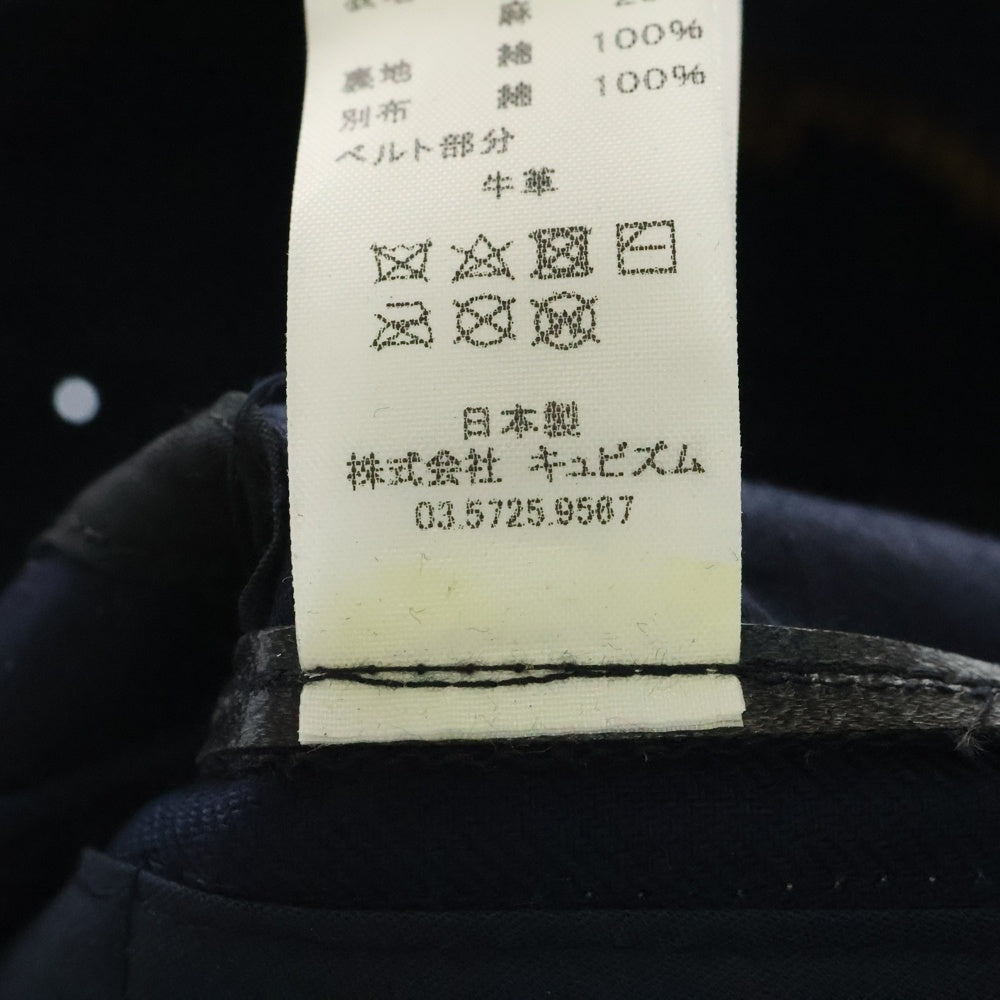 麻
裏地 綿 100%
別布 綿 100%
ベルト部分
牛革
日本製
株式会社 キュビズム
03.5725.9567